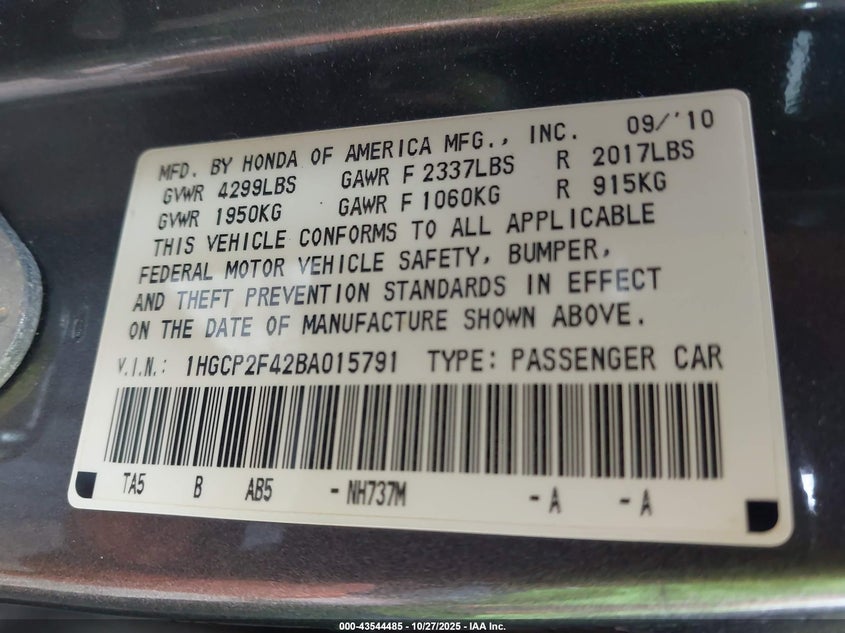 MFD. BY HONDA OF AMERICA MFG., INC. 09/'10
GVWR 4299LBS GAWR F 2337LBS R 2017LBS
GVWR 1950KG GAWR F 1060KG R 915KG
THIS VEHICLE CONFORMS TO ALL APPLICABLE
FEDERAL MOTOR VEHICLE SAFETY, BUMPER,
AND THEFT PREVENTION STANDARDS IN EFFECT
ON THE DATE OF MANUFACTURE SHOWN ABOVE.
V.I.N.: 1HGCP2F42BA015791 TYPE: PASSENGER CAR
TA5 B AB5 -NH737M -A -A
000-43544485 - 10/27/2025 - IAA Inc.